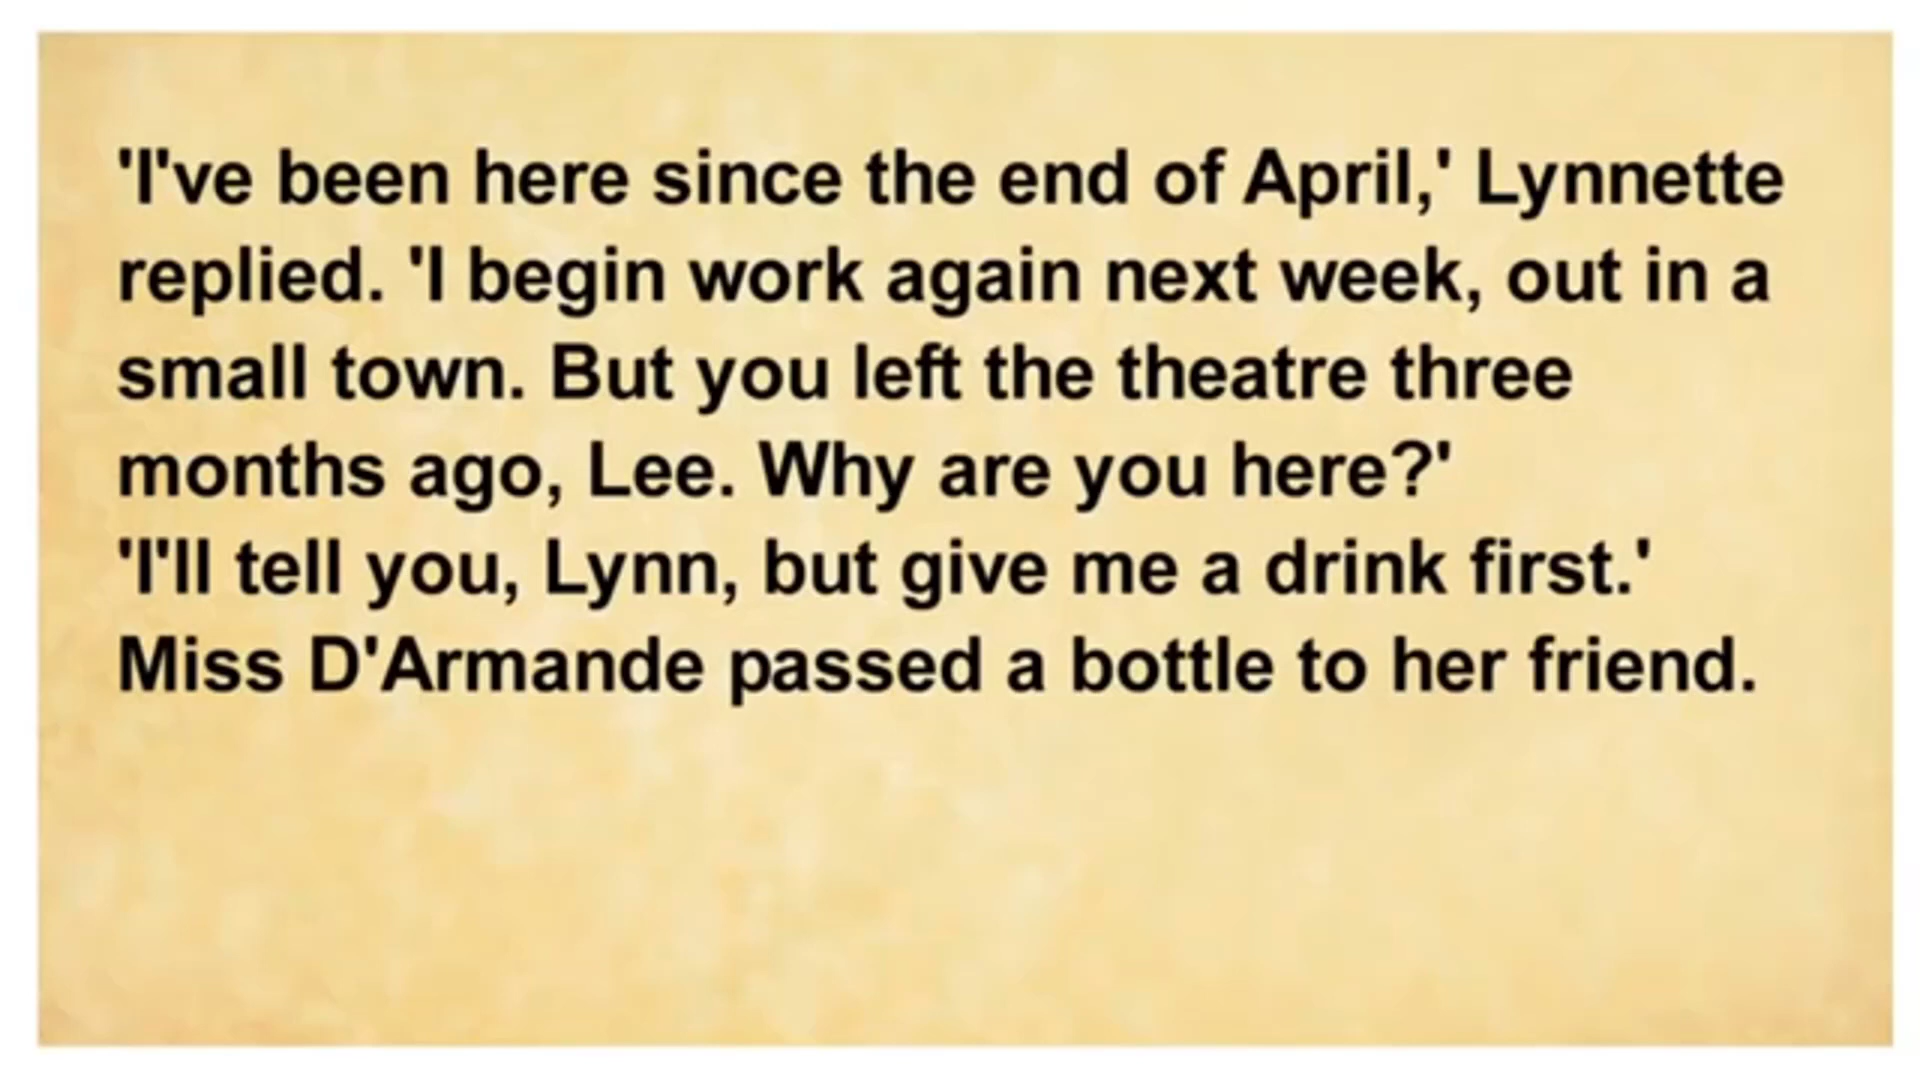 'I've been here since the end of April,' Lynnette
replied. 'I begin work again next week, out in a
small town. But you left the theatre three
months ago, Lee. Why are you here?'
'I'll tell you, Lynn, but give me a drink first.'
Miss D'Armande passed a bottle to her friend.